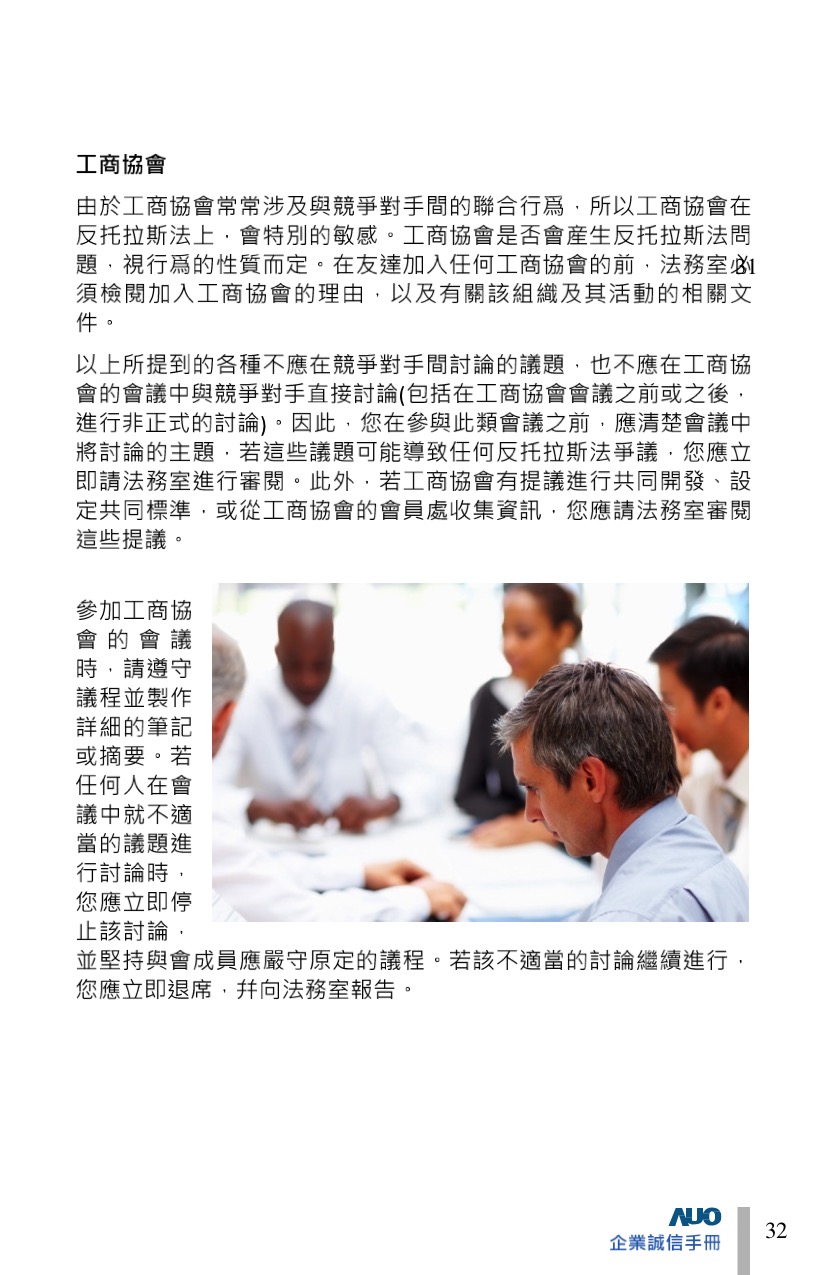 工商協會
由於工商協會常常涉及與競爭對手間的聯合行爲，所以工商協會在
反托拉斯法上，會特別的敏感。工商協會是否會産生反托拉斯法問
題，視行爲的性質而定。在友達加入任何工商協會的前，法務室必
31
須檢閱加入工商協會的理由，以及有關該組織及其活動的相關文
件。
以上所提到的各種不應在競爭對手間討論的議題，也不應在工商協
會的會議中與競爭對手直接討論(包括在工商協會會議之前或之後，
進行非正式的討論)。因此，您在參與此類會議之前，應清楚會議中
將討論的主題，若這些議題可能導致任何反托拉斯法爭議，您應立
即請法務室進行審閱。此外，若工商協會有提議進行共同開發、設
定共同標準，或從工商協會的會員處收集資訊，您應請法務室審閱
這些提議。
參加工商協
會的會議
時，請遵守
議程並製作
詳細的筆記
或摘要。若
任何人在會
議中就不適
當的議題進
行討論時，
您應立即停
止該討論，
並堅持與會成員應嚴守原定的議程。若該不適當的討論繼續進行，
您應立即退席，幷向法務室報告。
AUO
企業誠信手冊
32